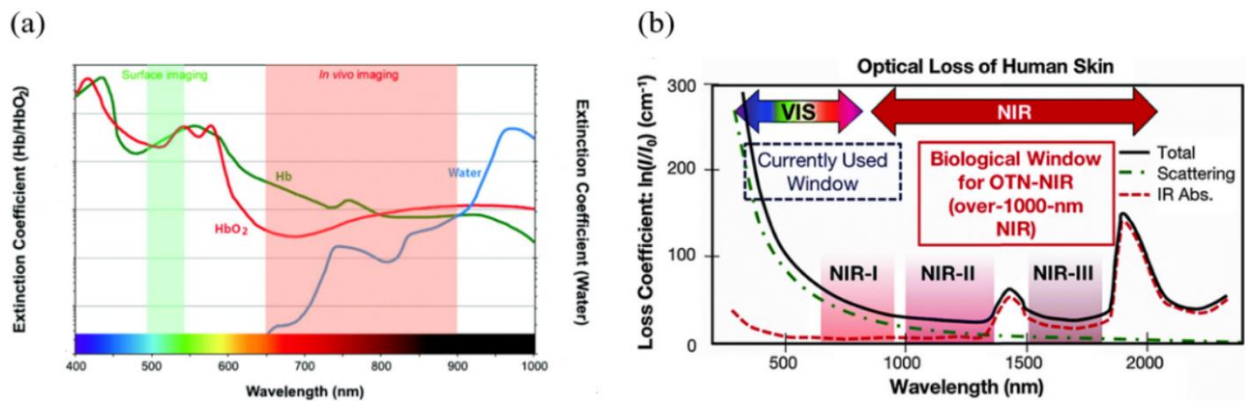 (a)
Extinction Coefficient (Hb/HbO2)
Surface imaging
In vivo imaging
Hb
HbO2
Water
Extinction Coefficient (Water)
400 500 600 700 800 900 1000
Wavelength (nm)
(b)
Optical Loss of Human Skin
Loss Coefficient: ln(I/I0) (cm-1)
300
200
100
0
VIS
NIR
Currently Used
Window
Biological Window
for OTN-NIR
(over-1000-nm
NIR)
Total
Scattering
IR Abs.
NIR-I
NIR-II
NIR-III
500 1000 1500 2000
Wavelength (nm)